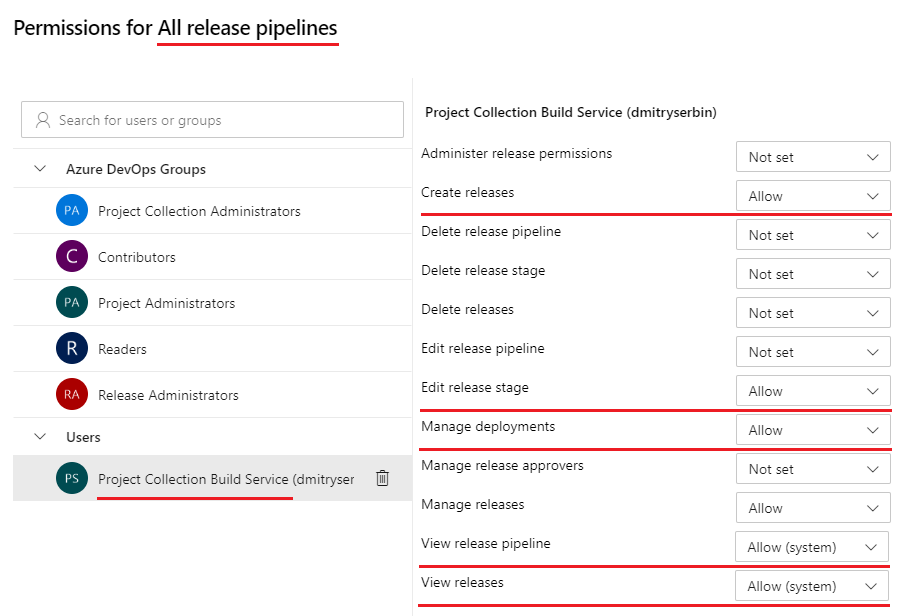 Permissions for All release pipelines
Search for users or groups
Azure DevOps Groups
PA Project Collection Administrators
C Contributors
PA Project Administrators
R Readers
RA Release Administrators
Users
PS Project Collection Build Service (dmitryser
Project Collection Build Service (dmitryserbin)
Administer release permissions Not set
Create releases Allow
Delete release pipeline Not set
Delete release stage Not set
Delete releases Not set
Edit release pipeline Not set
Edit release stage Allow
Manage deployments Allow
Manage release approvers Not set
Manage releases Allow
View release pipeline Allow (system)
View releases Allow (system)